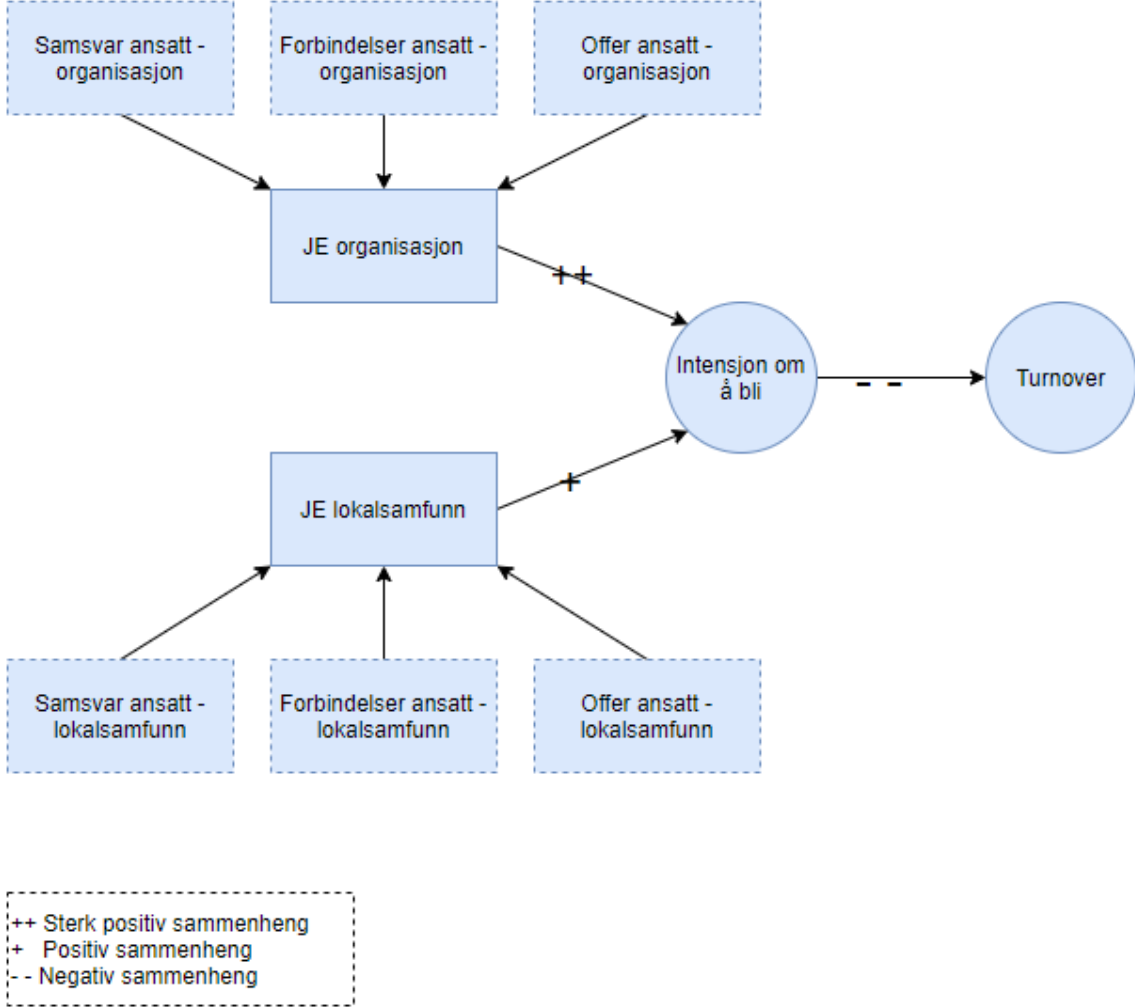 Samsvar ansatt -
organisasjon
Forbindelser ansatt -
organisasjon
Offer ansatt -
organisasjon
JE organisasjon
++
Intensjon om
å bli
- -
Turnover
+
JE lokalsamfunn
Samsvar ansatt -
lokalsamfunn
Forbindelser ansatt -
lokalsamfunn
Offer ansatt -
lokalsamfunn
++ Sterk positiv sammenheng
+ Positiv sammenheng
- - Negativ sammenheng